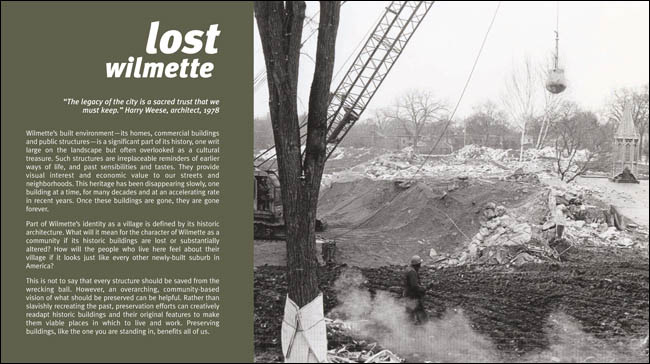 lost
wilmette
“The legacy of the city is a sacred trust that we
must keep.” Harry Weese, architect, 1978
Wilmette’s built environment—its homes, commercial buildings
and public structures—is a significant part of its history, one writ
large on the landscape but often overlooked as a cultural
treasure. Such structures are irreplaceable reminders of earlier
ways of life, and past sensibilities and tastes. They provide
visual interest and economic value to our streets and
neighborhoods. This heritage has been disappearing slowly, one
building at a time, for many decades and at an accelerating rate
in recent years. Once these buildings are gone, they are gone
forever.
Part of Wilmette’s identity as a village is defined by its historic
architecture. What will it mean for the character of Wilmette as a
community if its historic buildings are lost or substantially
altered? How will the people who live here feel about their
village if it looks just like every other newly-built suburb in
America?
This is not to say that every structure should be saved from the
wrecking ball. However, an overarching, community-based
vision of what should be preserved can be helpful. Rather than
slavishly recreating the past, preservation efforts can creatively
readapt historic buildings and their original features to make
them viable places in which to live and work. Preserving
buildings, like the one you are standing in, benefits all of us.